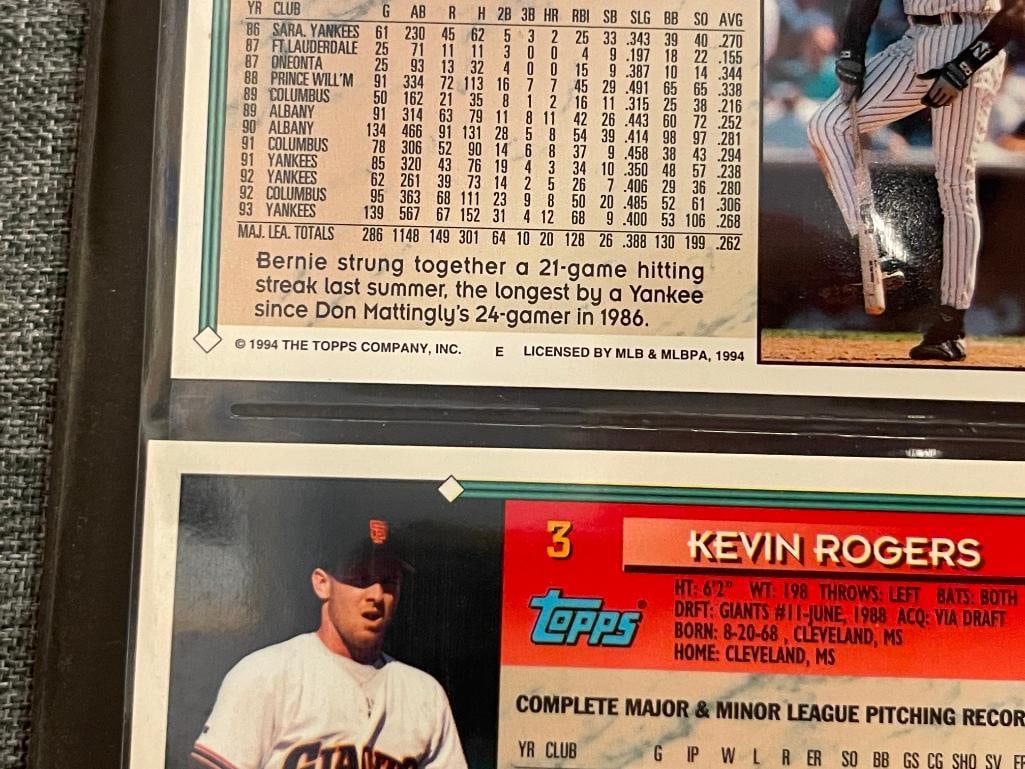 YR CLUB G AB R H 2B 3B HR RBI SB SLG BB SO AVG
86 SARA. YANKEES 61 230 45 62 5 3 2 25 33 .343 39 40 .270
87 FT LAUDERDALE 25 71 11 11 3 0 0 4 9 .197 18 22 .155
87 ONEONTA 25 93 13 32 4 0 0 15 9 .387 10 14 .344
88 PRINCE WILL'M 91 334 72 113 16 7 7 45 29 .491 65 65 .338
89 COLUMBUS 50 162 21 35 8 1 2 16 11 .315 25 38 .216
89 ALBANY 91 314 63 79 11 8 11 42 26 .443 60 72 .252
90 ALBANY 134 466 91 131 28 5 8 54 39 .414 98 97 .281
91 COLUMBUS 78 306 52 90 14 6 8 37 9 .458 38 43 .294
91 YANKEES 85 320 43 76 19 4 3 34 10 .350 48 57 .238
92 YANKEES 62 261 39 73 14 2 5 26 7 .406 29 36 .280
92 COLUMBUS 95 363 68 111 23 9 8 50 20 .485 52 61 .306
93 YANKEES 139 567 67 152 31 4 12 68 9 .400 53 106 .268
MAJ. LEA. TOTALS 286 1148 149 301 64 10 20 128 26 .388 130 199 .262
Bernie strung together a 21-game hitting
streak last summer, the longest by a Yankee
since Don Mattingly's 24-gamer in 1986.
© 1994 THE TOPPS COMPANY, INC. E LICENSED BY MLB & MLBPA, 1994
3 KEVIN ROGERS
SF
topps®
HT: 6'2" WT: 198 THROWS: LEFT BATS: BOTH
DRFT: GIANTS #11-JUNE, 1988 ACQ: VIA DRAFT
BORN: 8-20-68 , CLEVELAND, MS
HOME: CLEVELAND, MS
COMPLETE MAJOR & MINOR LEAGUE PITCHING RECOR
YR CLUB G IP W L R ER SO BB GS CG SHO SV
GIANTS